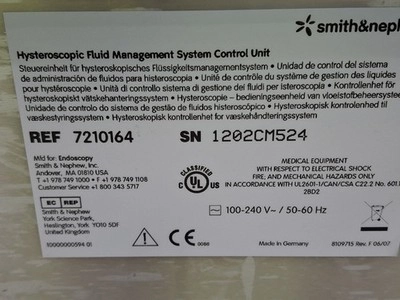 smith&neph
Hysteroscopic Fluid Management System Control Unit
Steuereinheit für hysteroskopisches Flüssigkeitsmanagementsystem - Unidad de control del sistema
de administración de fluidos para histeroscopia - Unité de contrôle du système de gestion des liquides
pour hystéroscopie - Unità di controllo sistema di gestione dei fluidi per isteroscopia - Kontrollenhet för
hysteroskopiskt vätskehanteringssystem - Hysteroscopie - bedieningseenheid van vloeistofbeheersysteem
Unidade de controlo de gestão de fluidos histeroscópico - Hysteroskopisk kontrolenhed til
væskestyringssystem - Hysteroskopisk kontrollenhet for væskehåndteringssystem
REF 7210164 SN 1202CM524
Mfd for: Endoscopy
Smith & Nephew, Inc.
Andover, MA 01810 USA
T +1 978 749 1000 F +1 978 749 1108
Customer Service +1 800 343 5717
EC REP
Smith & Nephew
York Science Park,
Heslington, York YO10 5DF
United Kingdom
10000000594 01
CLASSIFIED
C UL US
MEDICAL EQUIPMENT
WITH RESPECT TO ELECTRICAL SHOCK
FIRE, AND MECHANICAL HAZARDS ONLY
IN ACCORDANCE WITH UL2601-1/CAN/CSA C22.2 No. 601.1
2BD2
100-240 V~ / 50-60 Hz
CE 0086
Made in Germany
8109715 Rev. F 06/07